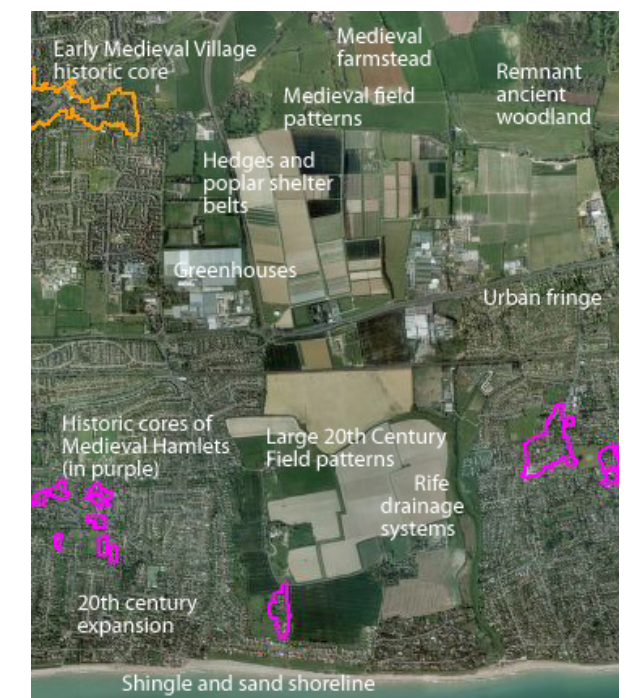 Early Medieval Village
historic core
Medieval
farmstead
Remnant
ancient
woodland
Medieval field
patterns
Hedges and
poplar shelter
belts
Greenhouses
Urban fringe
Historic cores of
Medieval Hamlets
(in purple)
Large 20th Century
Field patterns
Rife
drainage
systems
20th century
expansion
Shingle and sand shoreline